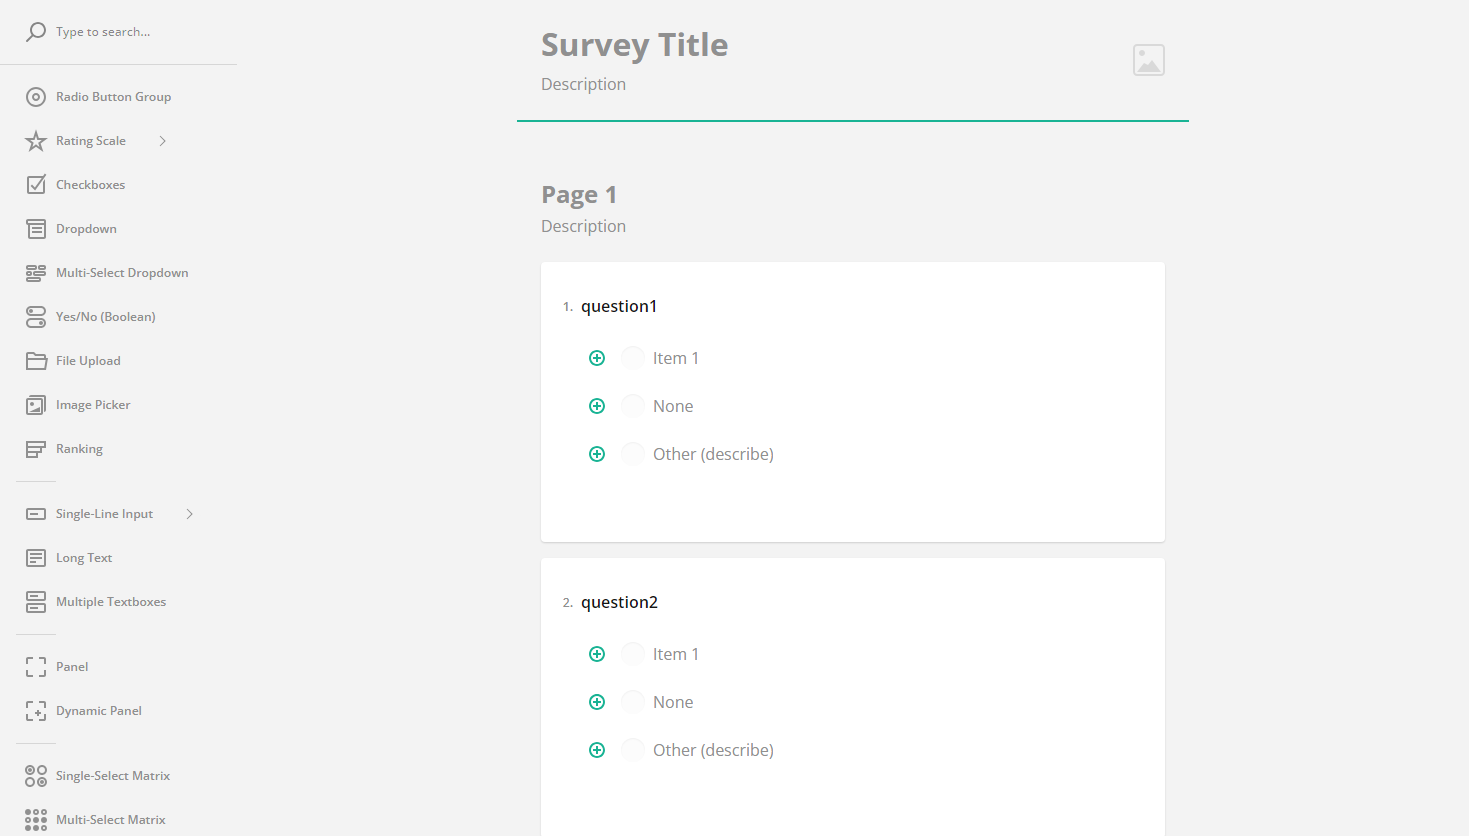 Type to search...
Radio Button Group
Rating Scale
Checkboxes
Dropdown
Multi-Select Dropdown
Yes/No (Boolean)
File Upload
Image Picker
Ranking
Single-Line Input
Long Text
Multiple Textboxes
Panel
Dynamic Panel
Single-Select Matrix
Multi-Select Matrix
Survey Title
Description
Page 1
Description
1. question1
Item 1
None
Other (describe)
2. question2
Item 1
None
Other (describe)